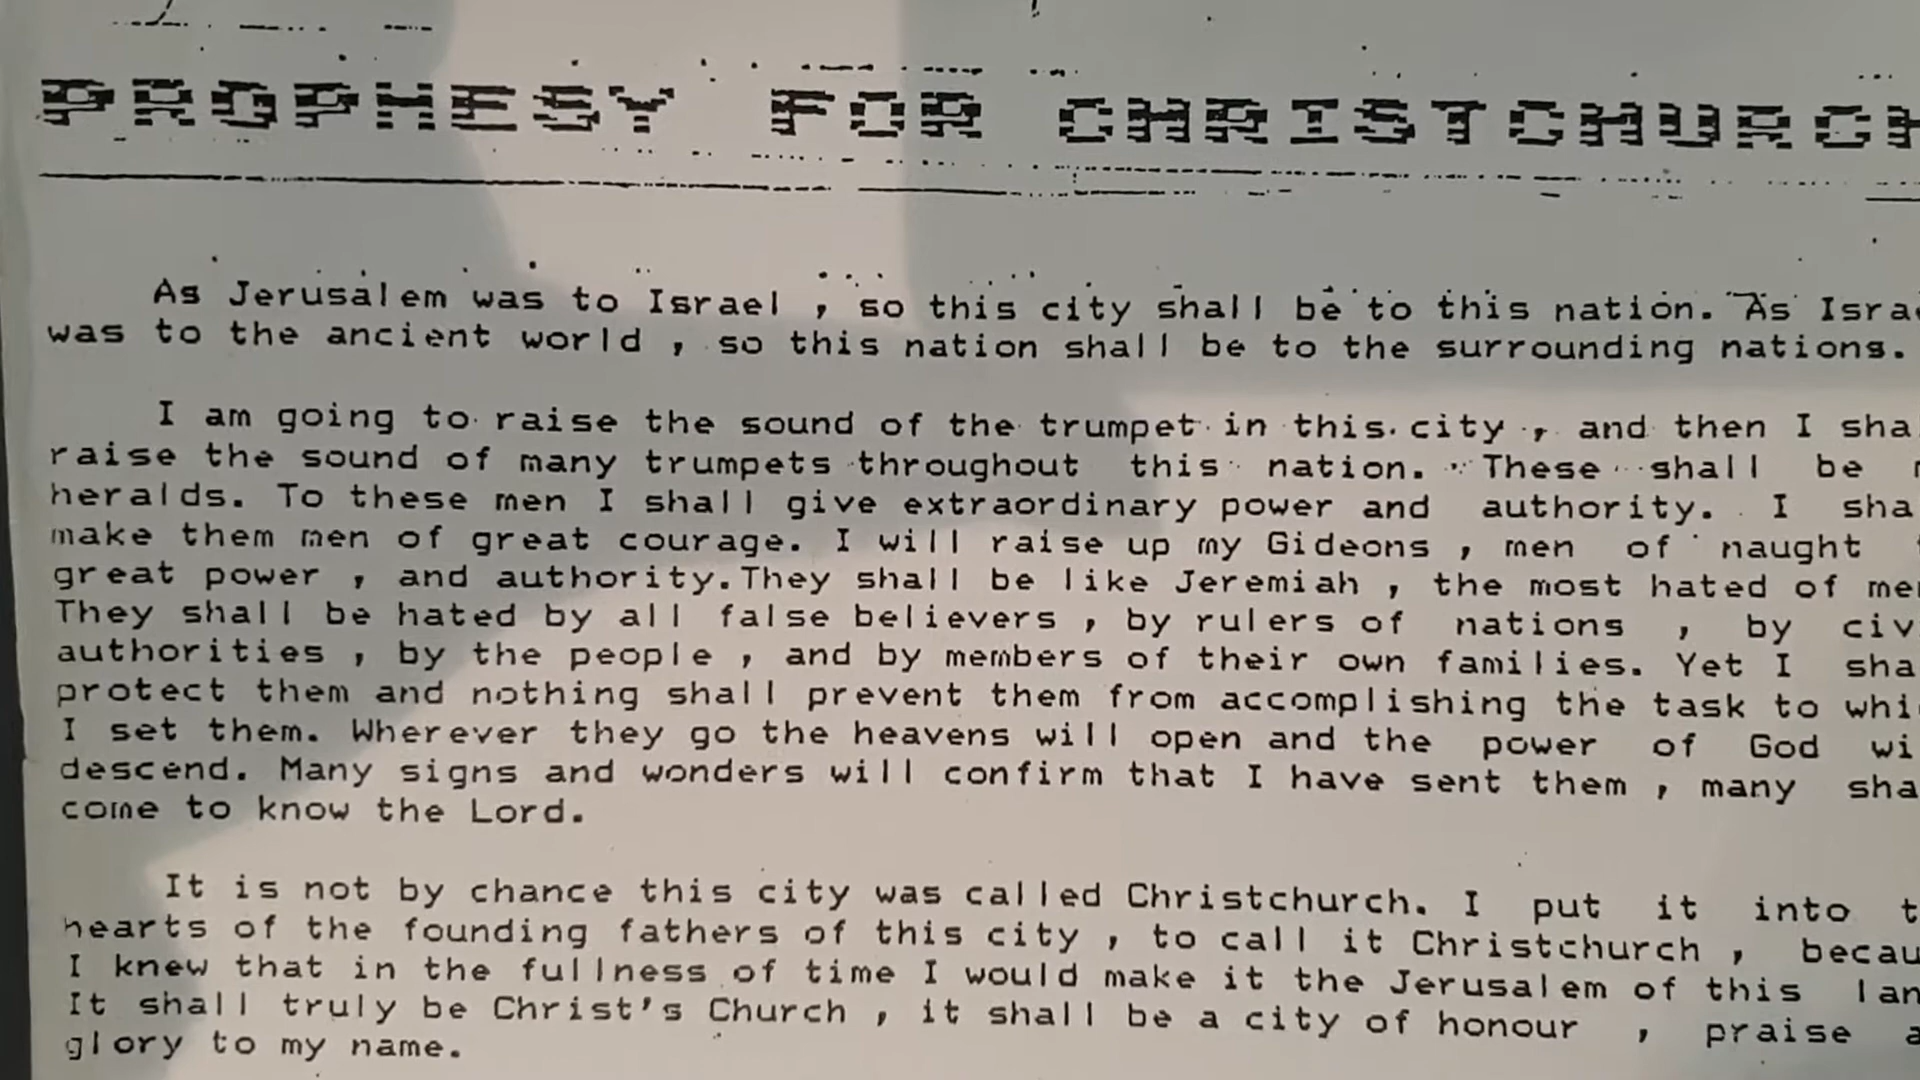 PROPHESY FOR CHRISTCHURCH
As Jerusalem was to Israel , so this city shall be to this nation. As
was to the ancient world , so this nation shall be to the surrounding nations.
I am going to raise the sound of the trumpet in this city , and then I
raise the sound of many trumpets throughout this nation. These shall be
heralds. To these men I shall give extraordinary power and authority. I
make them men of great courage. I will raise up my Gideons , men of naught
great power , and authority.They shall be like Jeremiah , the most hated of
They shall be hated by all false believers , by rulers of nations , by
authorities , by the people , and by members of their own families. Yet I
protect them and nothing shall prevent them from accomplishing the task to
I set them. Wherever they go the heavens will open and the power of God
descend. Many signs and wonders will confirm that I have sent them , many
come to know the Lord.
It is not by chance this city was called Christchurch. I put it into
hearts of the founding fathers of this city , to call it Christchurch ,
I knew that in the fullness of time I would make it the Jerusalem of this
It shall truly be Christ's Church , it shall be a city of honour , praise
glory to my name.